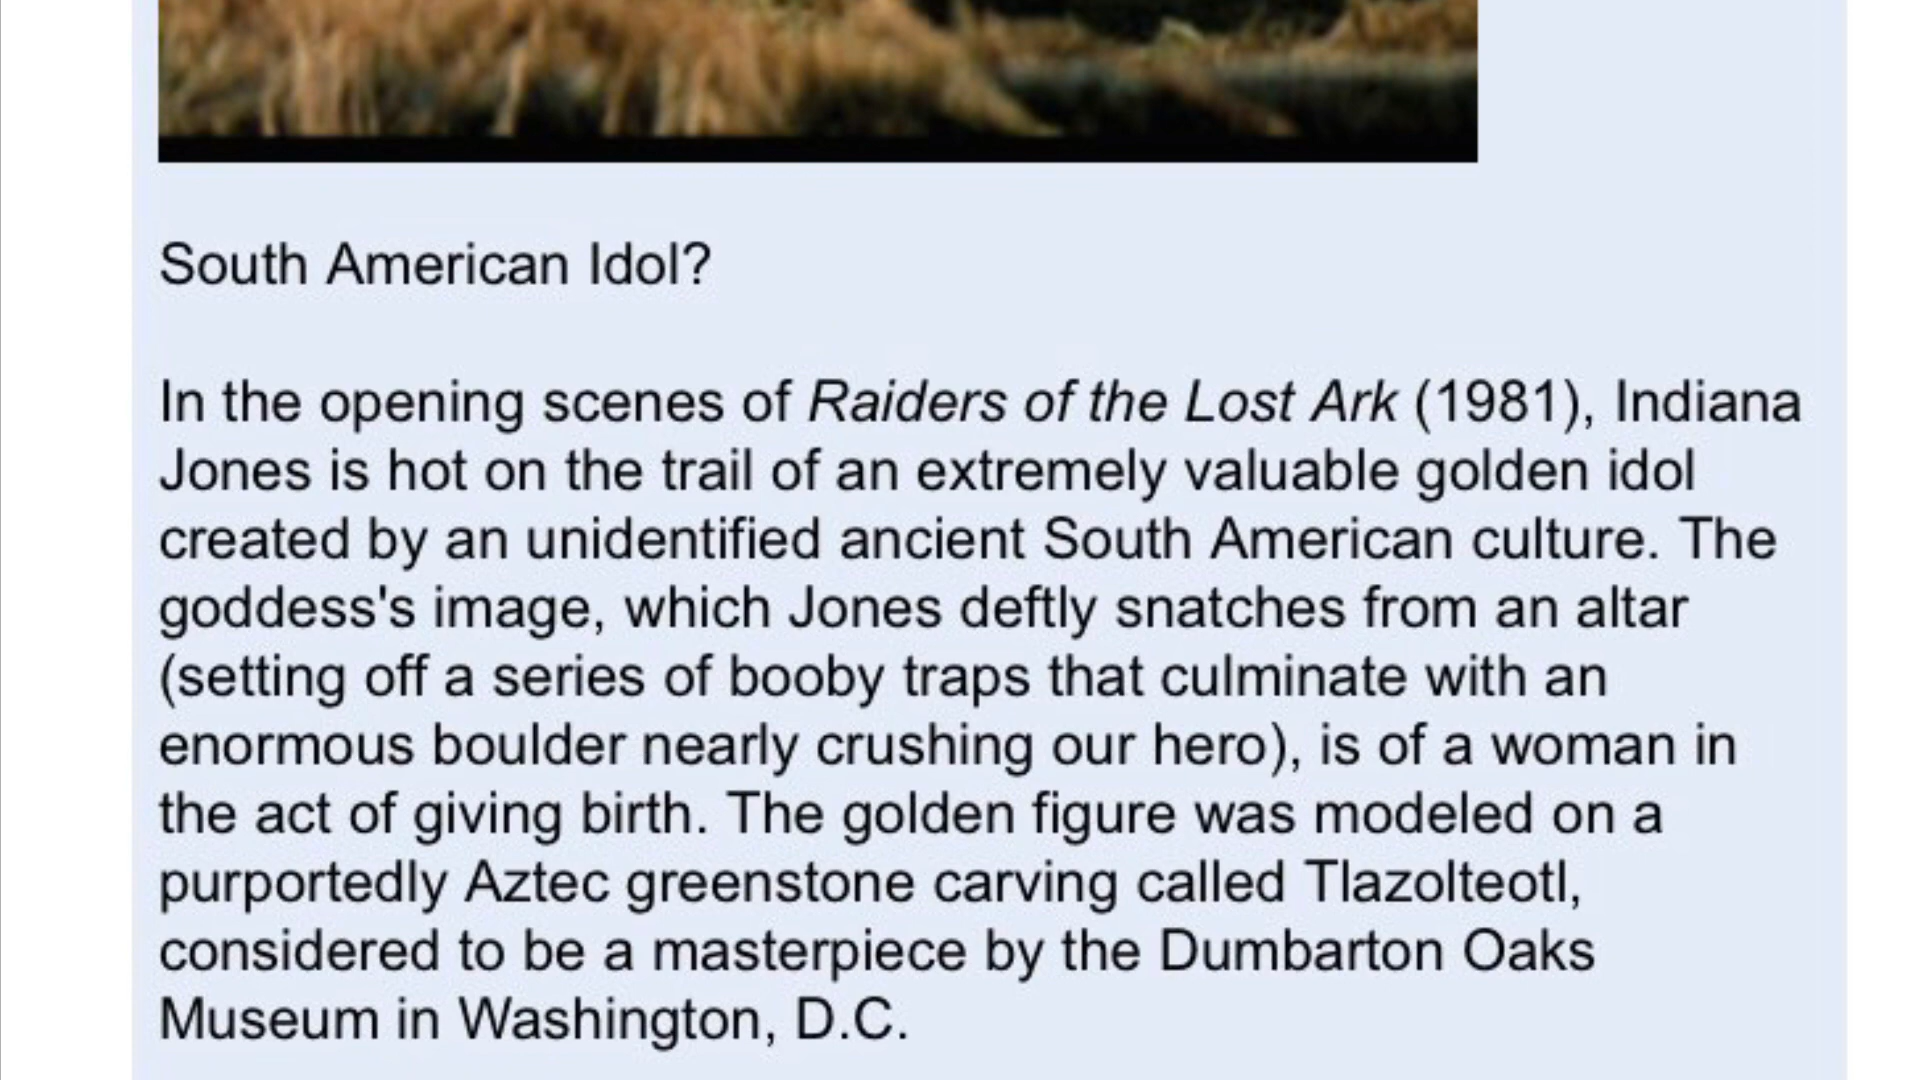 South American Idol?
In the opening scenes of Raiders of the Lost Ark (1981), Indiana
Jones is hot on the trail of an extremely valuable golden idol
created by an unidentified ancient South American culture. The
goddess's image, which Jones deftly snatches from an altar
(setting off a series of booby traps that culminate with an
enormous boulder nearly crushing our hero), is of a woman in
the act of giving birth. The golden figure was modeled on a
purportedly Aztec greenstone carving called Tlazolteotl,
considered to be a masterpiece by the Dumbarton Oaks
Museum in Washington, D.C.